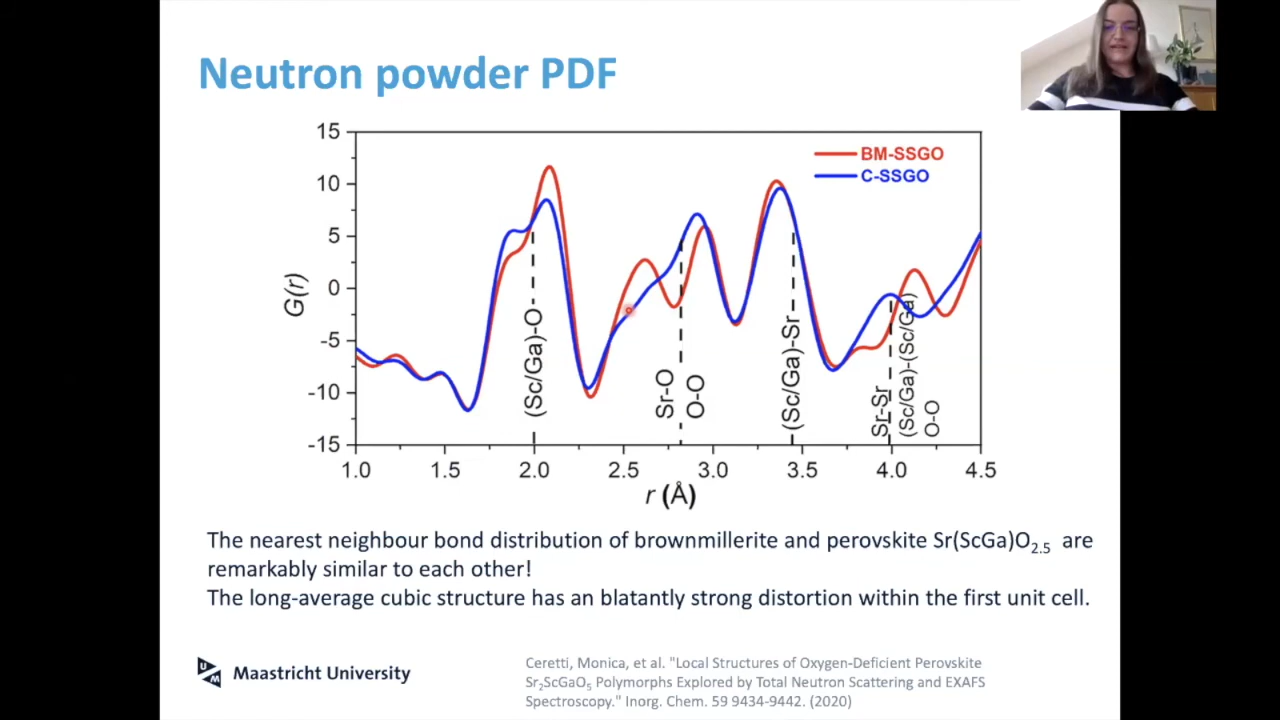 Neutron powder PDF
15
10
5
0
-5
-10
-15
G(r)
BM-SSGO
C-SSGO
(Sc/Ga)-O
Sr-O
O-O
(Sc/Ga)-Sr
Sr-Sr
(Sc/Ga)-(Sc/Ga)
O-O
1.0 1.5 2.0 2.5 3.0 3.5 4.0 4.5
r (Å)
The nearest neighbour bond distribution of brownmillerite and perovskite Sr(ScGa)O2.5 are
remarkably similar to each other!
The long-average cubic structure has an blatantly strong distortion within the first unit cell.
UM
Maastricht University
Ceretti, Monica, et al. "Local Structures of Oxygen-Deficient Perovskite
Sr2ScGaO5 Polymorphs Explored by Total Neutron Scattering and EXAFS
Spectroscopy." Inorg. Chem. 59 9434-9442. (2020)